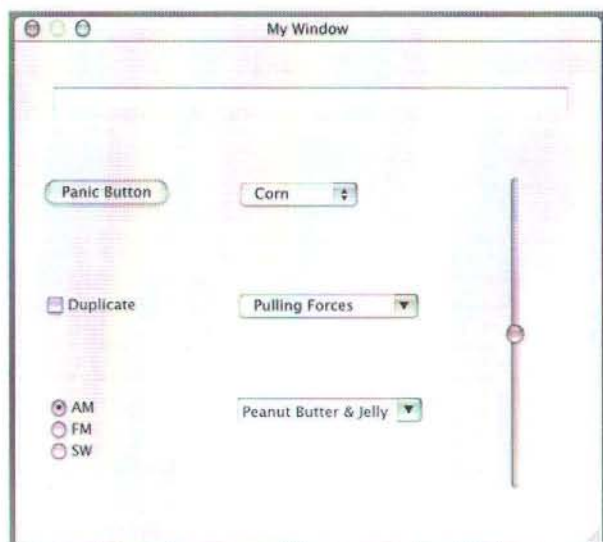 My Window
Panic Button
Corn
Duplicate
Pulling Forces
AM
FM
SW
Peanut Butter & Jelly